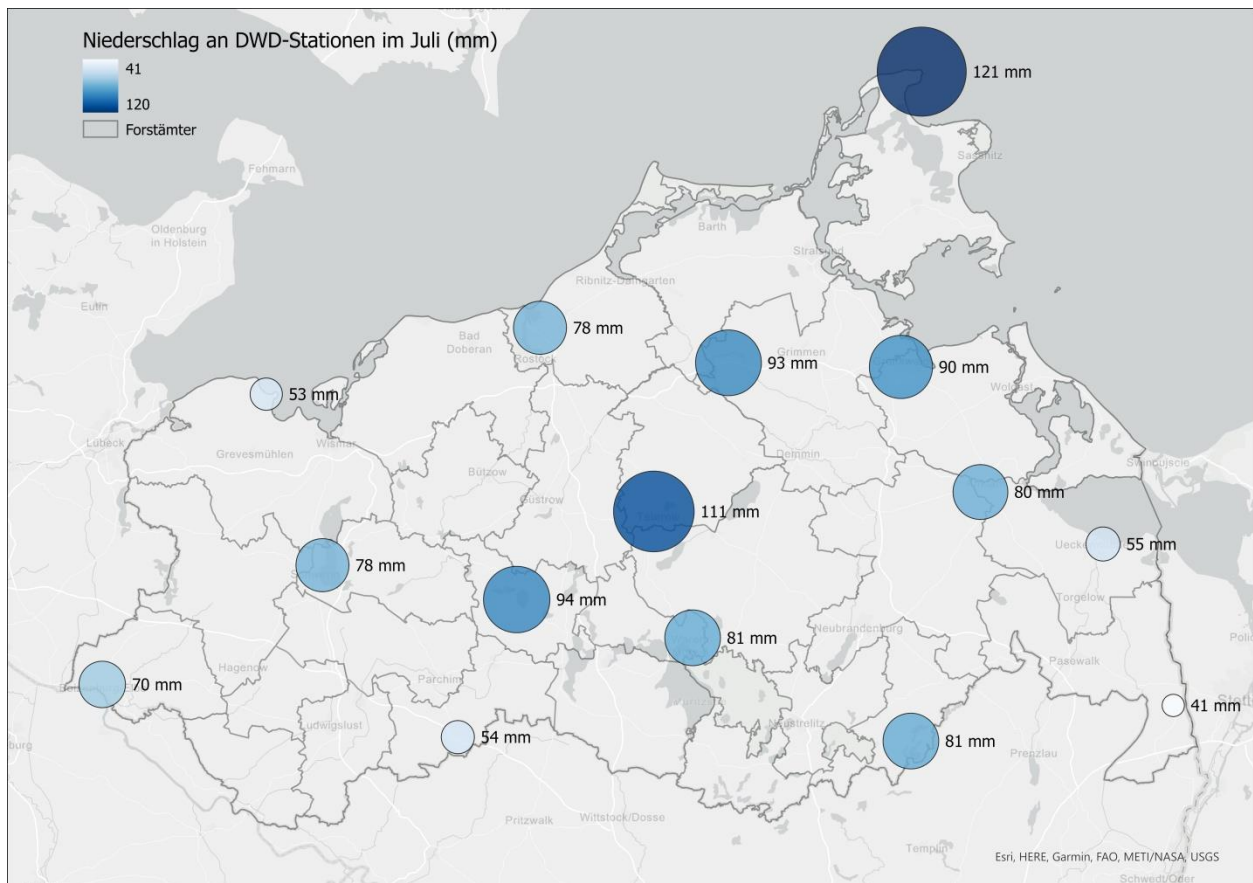 Niederschlag an DWD-Stationen im Juli (mm)
41
120
Forstämter
121 mm
Sassnitz
Fehmarn
Oldenburg
in Holstein
Barth
Stralsund
Ribnitz-Damgarten
Eutin
Bad
Doberan
78 mm
Rostock
93 mm
Grimmen
90 mm
Wolgast
53 mm
Lübeck
Wismar
Grevesmühlen
Demmin
Swinoujscie
Bützow
Güstrow
80 mm
111 mm
55 mm
78 mm
94 mm
Torgelow
81 mm
Neubrandenburg
Hagenow
Pasewalk
Parchim
70 mm
Ludwigslust
41 mm
54 mm
Neustrelitz
81 mm
Prenzlau
Pritzwalk
Wittstock/Dosse
Templin
Esri, HERE, Garmin, FAO, METI/NASA, USGS
Schwedt/Oder